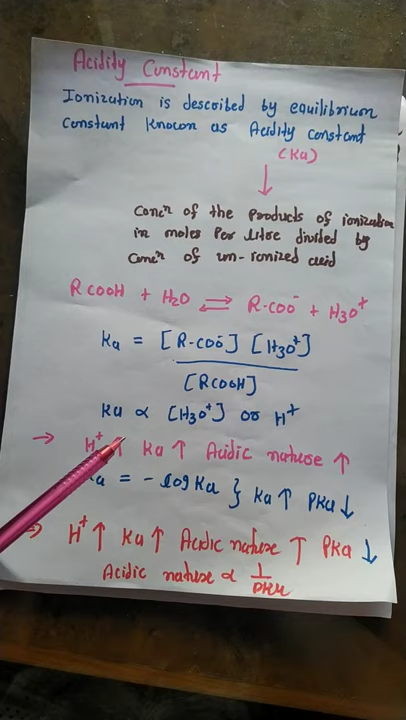 Acidity Constant
Ionization is described by equilibrium
constant known as Acidity constant
(Ka)
↓
Concⁿ of the Products of ionization
in moles Per litre divided by
Concⁿ of un-ionized acid
RCOOH + H₂O ⇌ R-COO⁻ + H₃O⁺
Ka = [R-COO⁻] [H₃O⁺]
[RCOOH]
Ka ∝ [H₃O⁺] or H⁺
→ H⁺ ↑ Ka ↑ Acidic nature ↑
= - log Ka } Ka ↑ PKa ↓
⇒ H⁺ ↑ Ka ↑ Acidic nature ↑ PKa ↓
Acidic nature ∝ 1/PKa